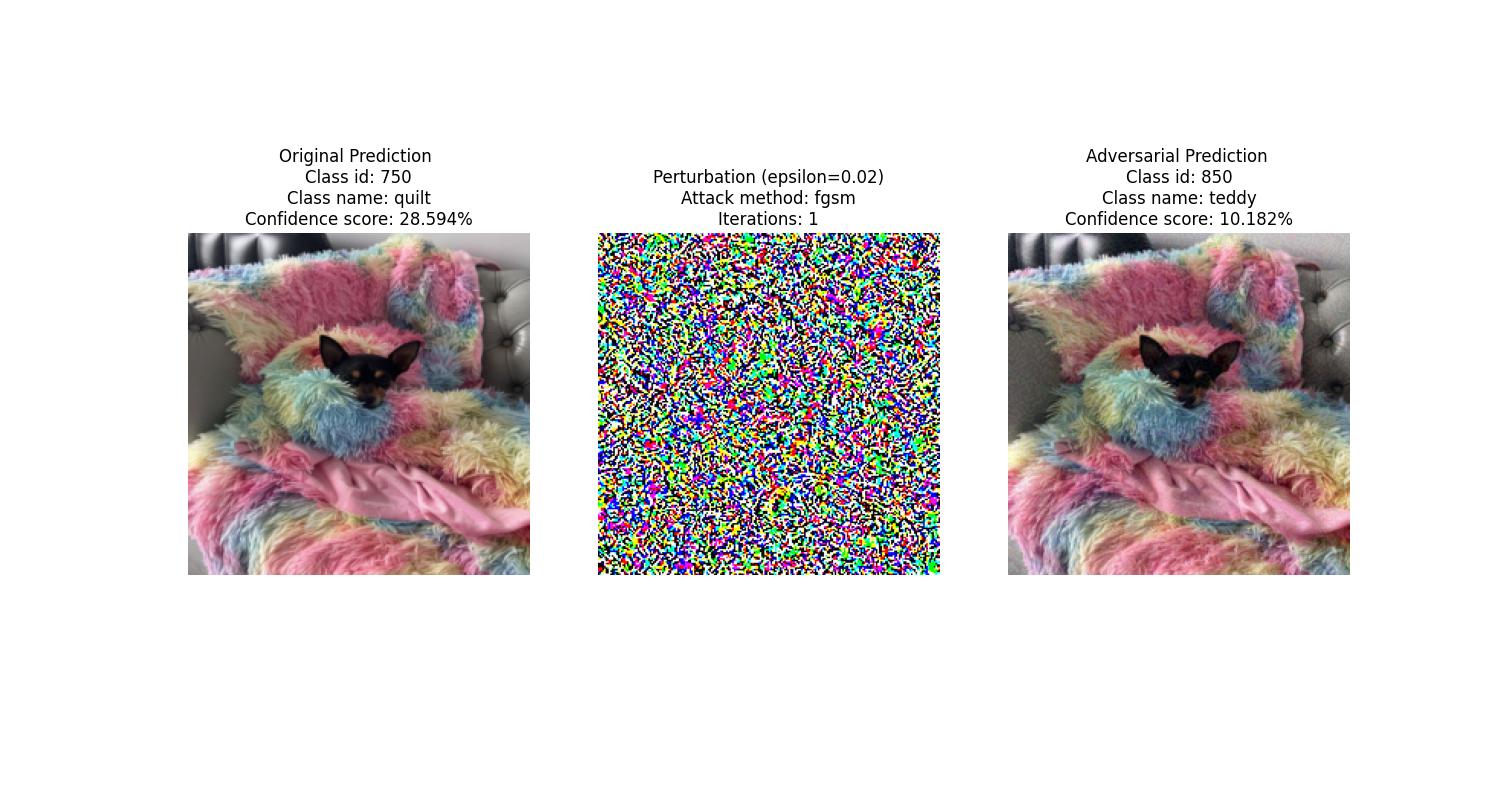 Original Prediction
Class id: 750
Class name: quilt
Confidence score: 28.594%
Perturbation (epsilon=0.02)
Attack method: fgsm
Iterations: 1
Adversarial Prediction
Class id: 850
Class name: teddy
Confidence score: 10.182%